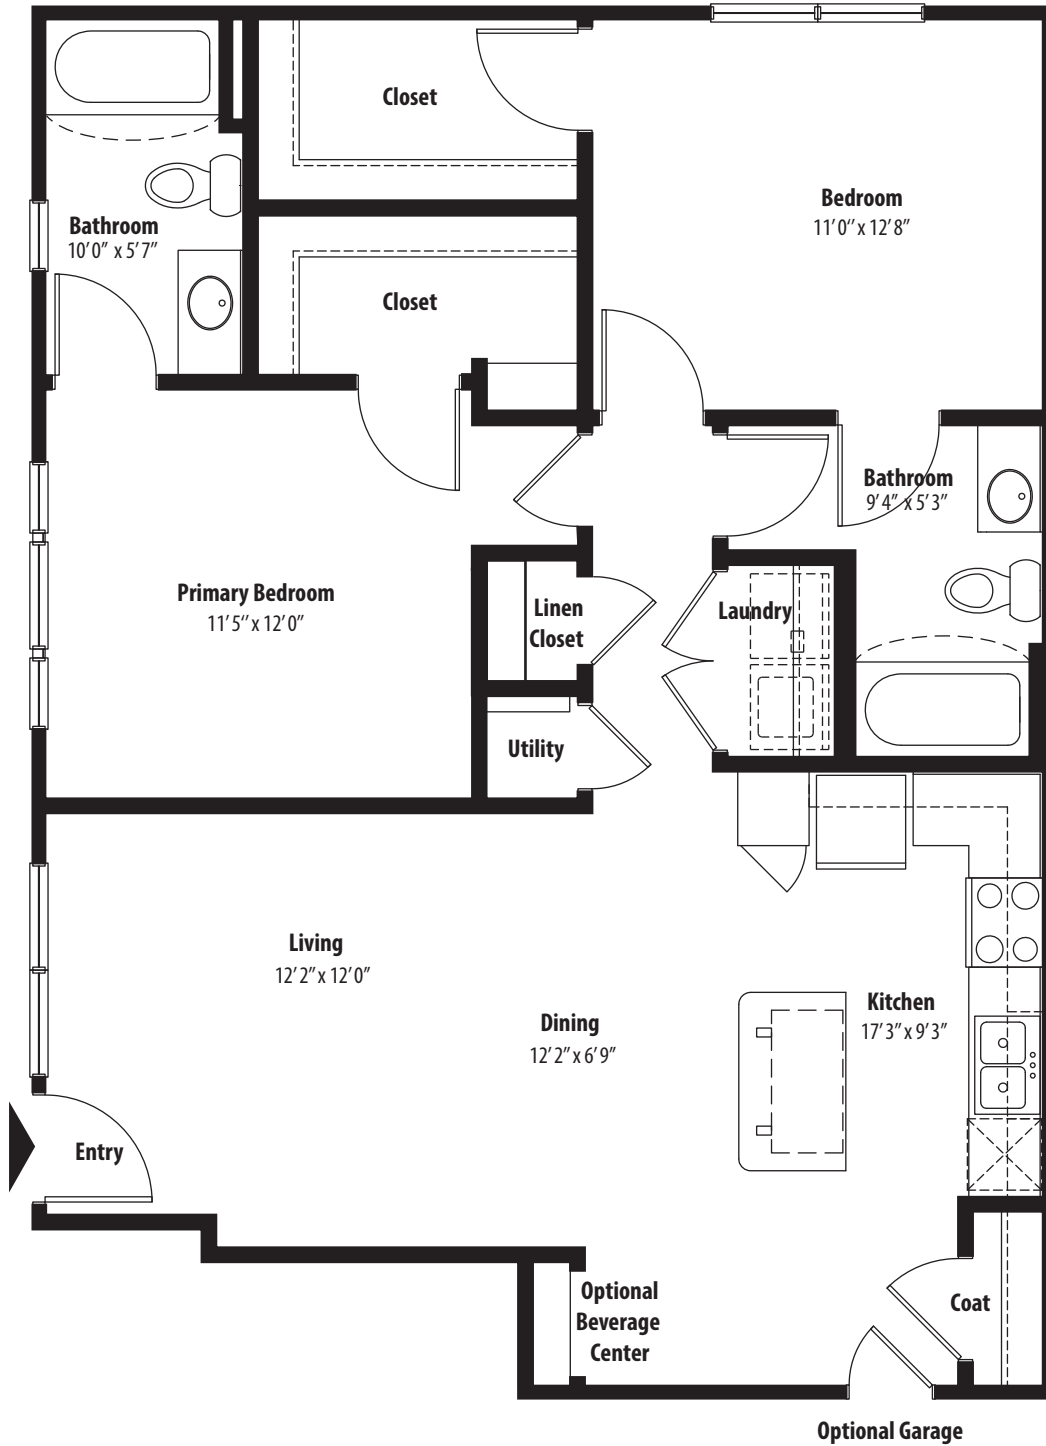 Closet
Bedroom
11’0” x 12’8”
Bathroom
10’0” x 5’7”
Closet
Bathroom
9’4” x 5’3”
Primary Bedroom
11’5” x 12’0”
Linen
Closet
Laundry
Utility
Living
12’2” x 12’0”
Dining
12’2” x 6’9”
Kitchen
17’3” x 9’3”
Entry
Optional
Beverage
Center
Coat
Optional Garage